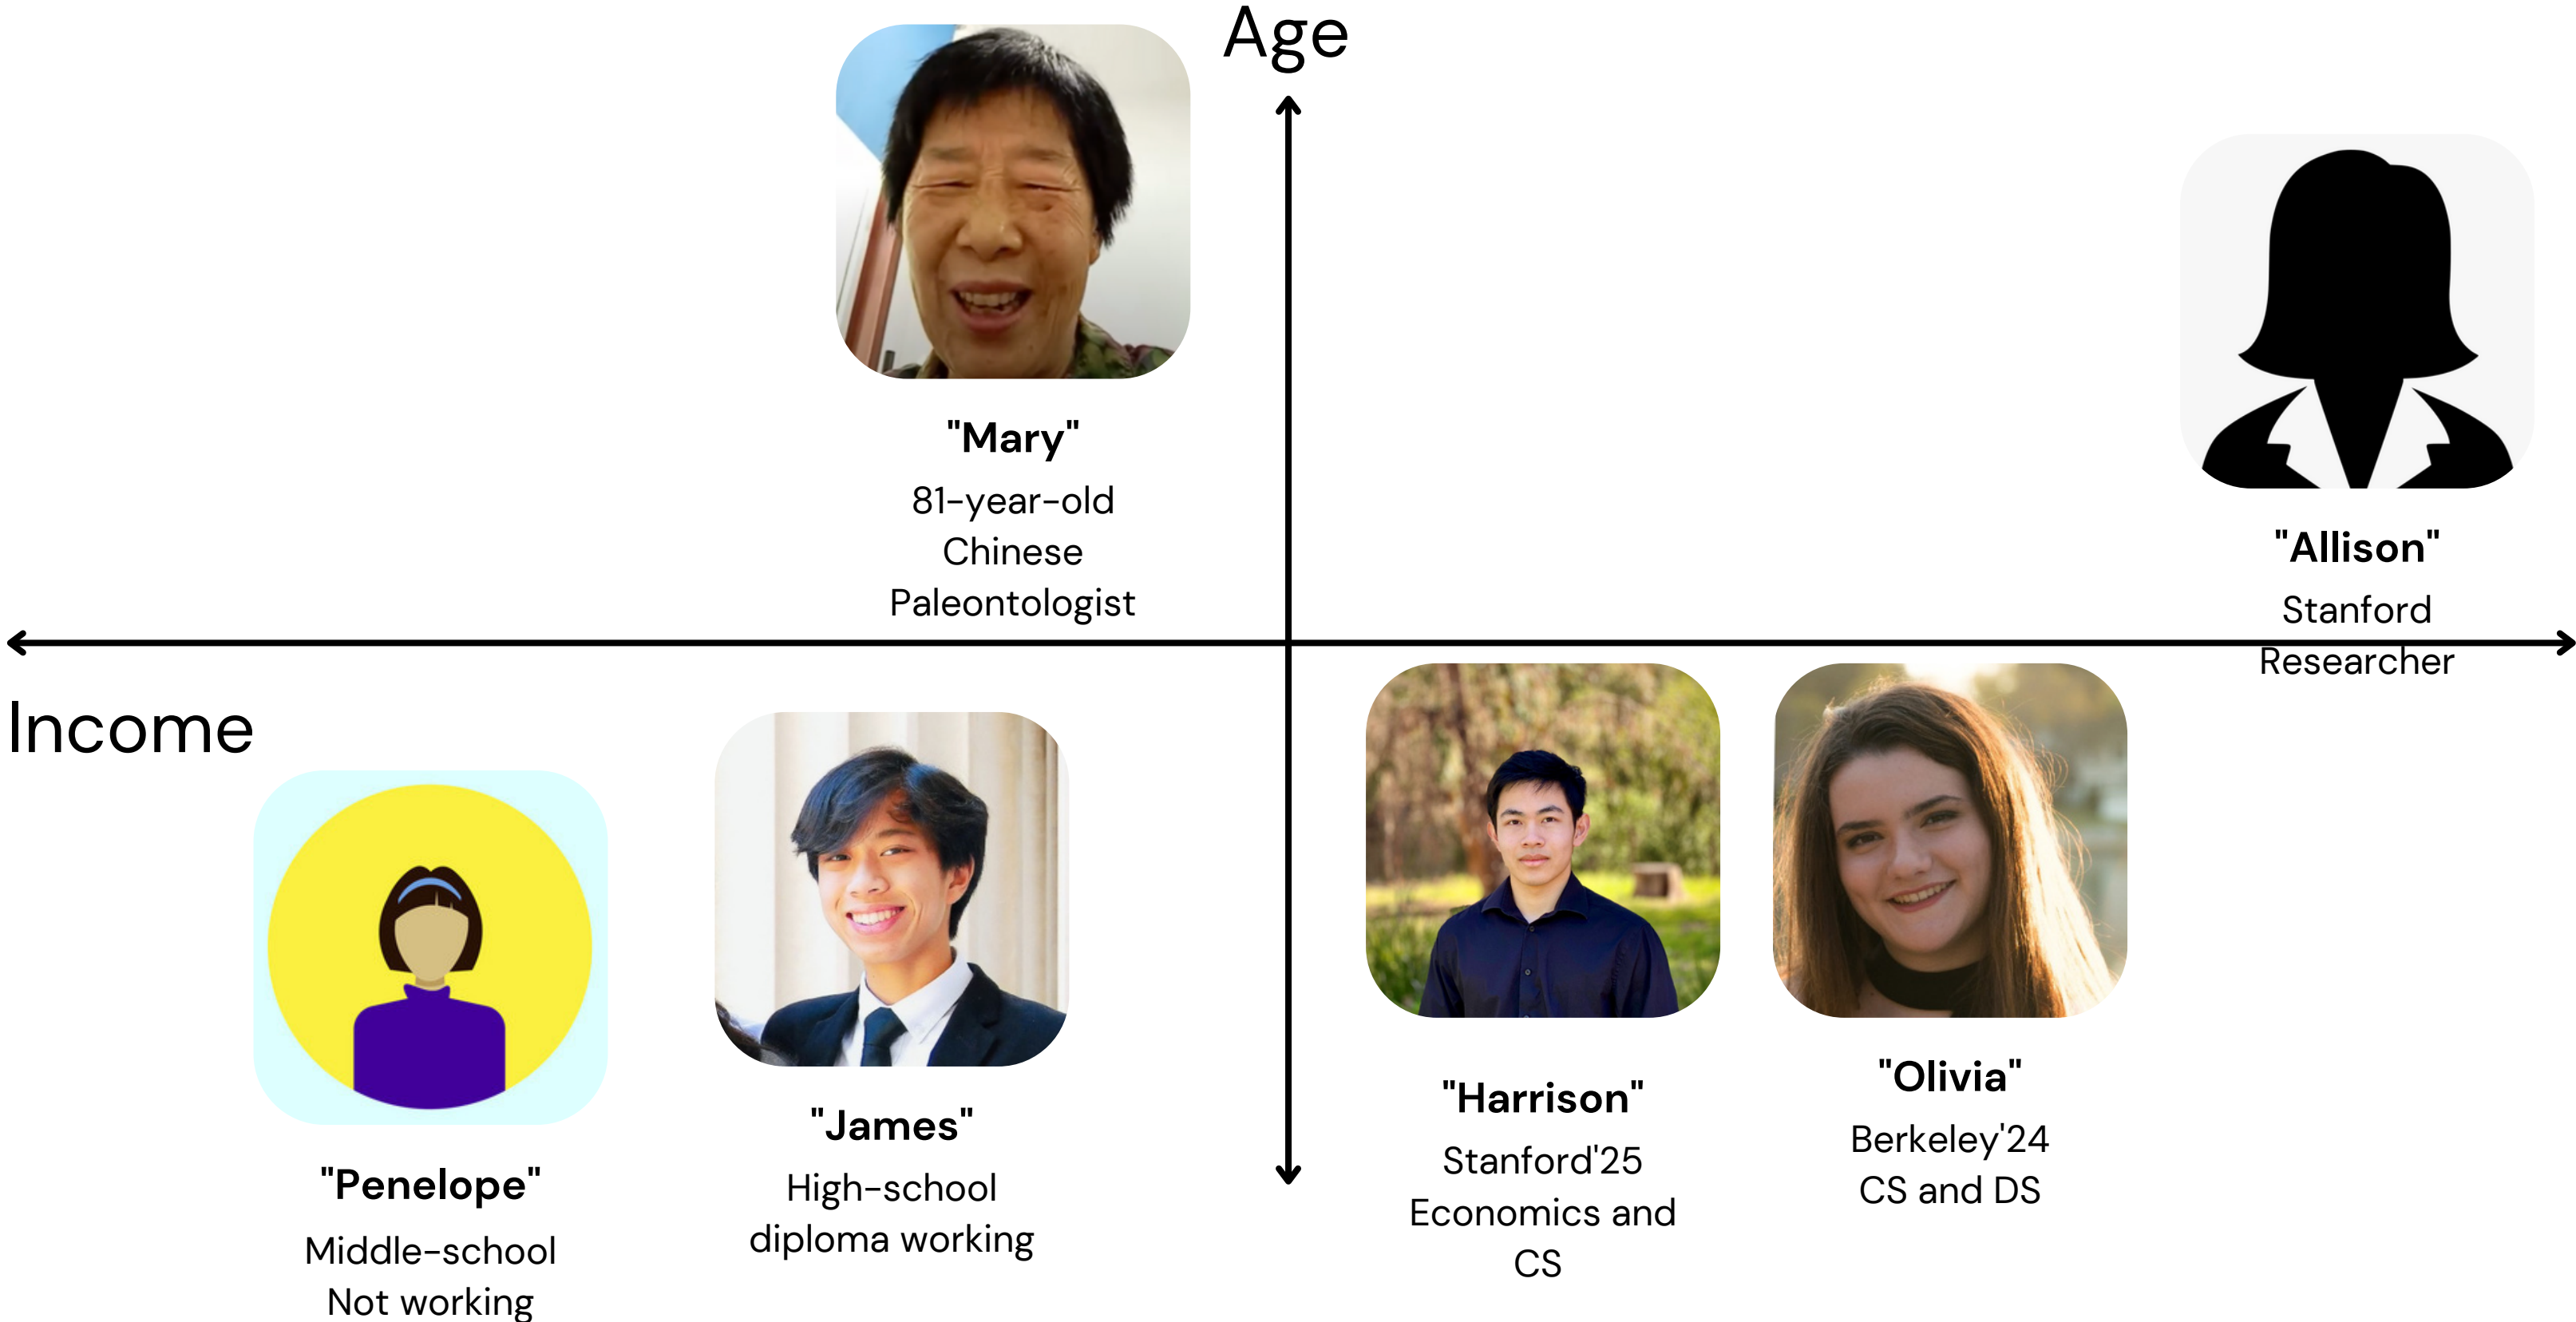 Age
"Mary"
81-year-old
Chinese
Paleontologist
"Allison"
Stanford
Researcher
Income
"Penelope"
Middle-school
Not working
"James"
High-school
diploma working
"Harrison"
Stanford'25
Economics and
CS
"Olivia"
Berkeley'24
CS and DS